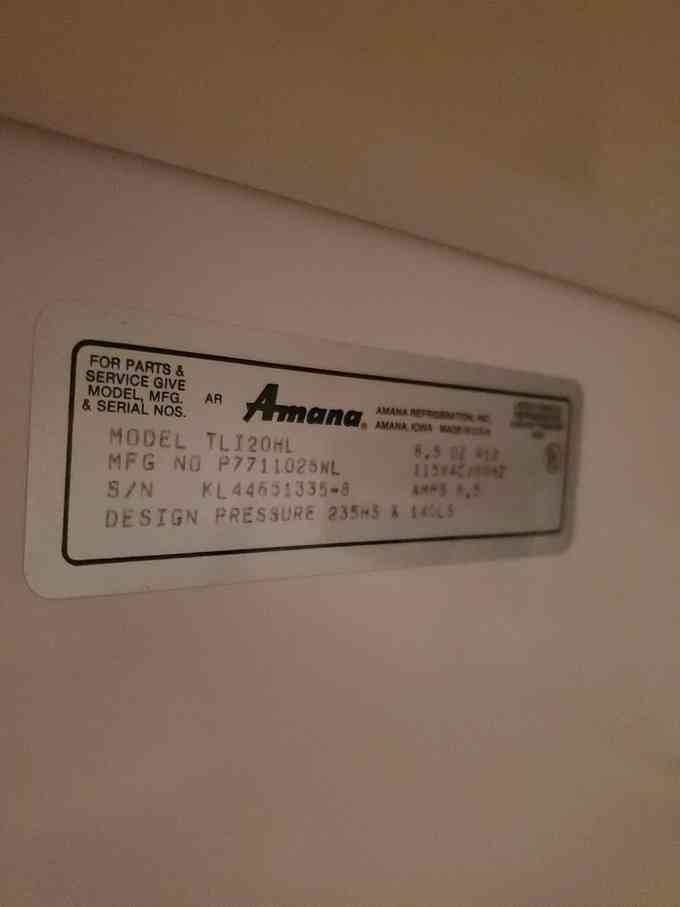 FOR PARTS &
SERVICE GIVE
MODEL, MFG.
& SERIAL NOS.
AR
Amana®
AMANA REFRIGERATION, INC.
AMANA, IOWA MADE IN U.S.A.
MODEL TLI20HL
MFG NO P7711025WL
S/N KL44651335-8
DESIGN PRESSURE 235HS & 140LS
8.5 OZ R12
115VAC/60HZ
AMPS 6.5